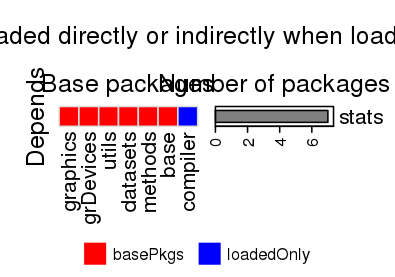 aded directly or indirectly when load
Base packages
Number of packages
Depends
stats
graphics
grDevices
utils
datasets
methods
base
compiler
0 2 4 6
basePkgs loadedOnly